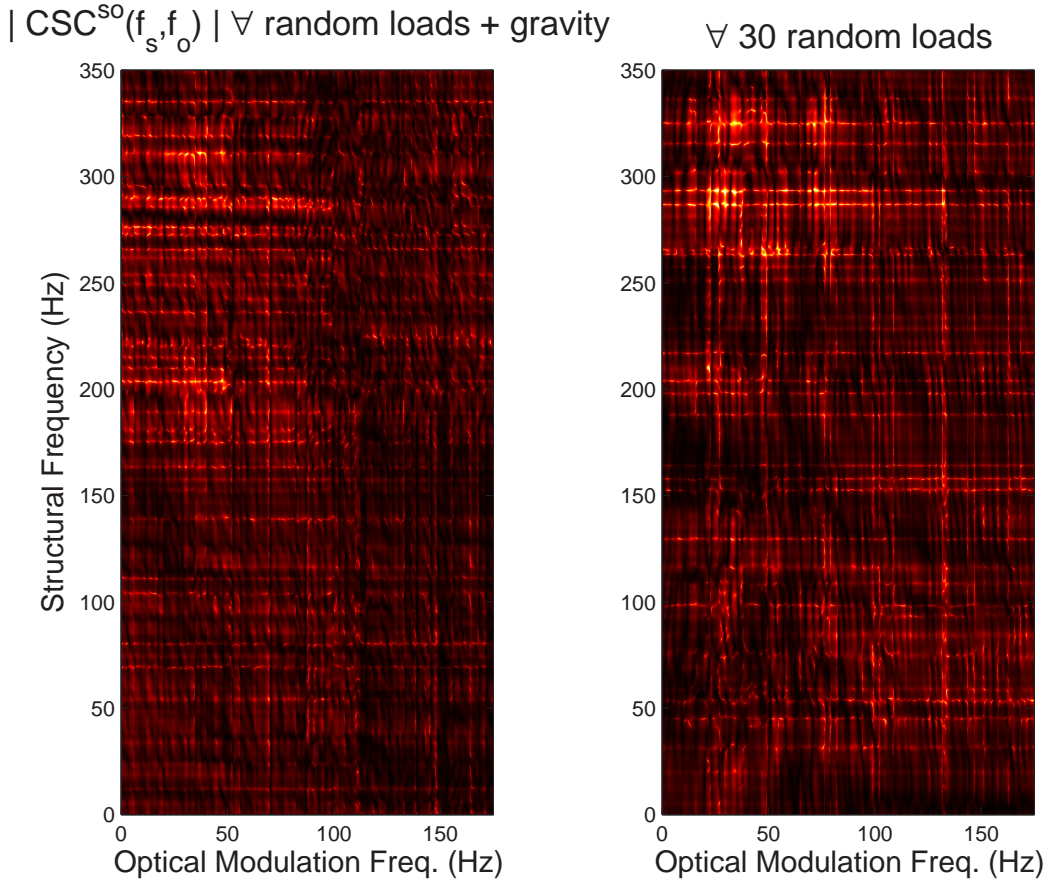 | CSC^so(f_s,f_o) | ∀ random loads + gravity
∀ 30 random loads
Structural Frequency (Hz)
350
300
250
200
150
100
50
0
0 50 100 150
Optical Modulation Freq. (Hz)
350
300
250
200
150
100
50
0
0 50 100 150
Optical Modulation Freq. (Hz)